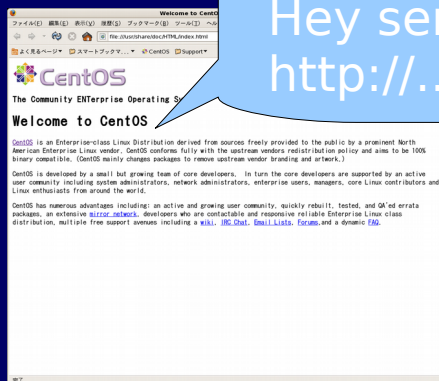 Welcome to CentO
ファイル(F) 編集(E) 表示(V) 履歴(S) ブックマーク(B) ツール(T) ヘル
file:///usr/share/doc/HTML/index.html
よく見るページ▾ スマートブックマ...▾ CentOS Support▾
Hey ser
http://..
CentOS
The Community ENTerprise Operating Sy
Welcome to CentOS
CentOS is an Enterprise-class Linux Distribution derived from sources freely provided to the public by a prominent North
American Enterprise Linux vendor. CentOS conforms fully with the upstream vendors redistribution policy and aims to be 100%
binary compatible. (CentOS mainly changes packages to remove upstream vendor branding and artwork.)
CentOS is developed by a small but growing team of core developers. In turn the core developers are supported by an active
user community including system administrators, network administrators, enterprise users, managers, core Linux contributors and
Linux enthusiasts from around the world.
CentOS has numerous advantages including: an active and growing user community, quickly rebuilt, tested, and QA'ed errata
packages, an extensive mirror network, developers who are contactable and responsive reliable Enterprise Linux class
distribution, multiple free support avenues including a wiki, IRC Chat, Email Lists, Forums,and a dynamic FAQ.
完了